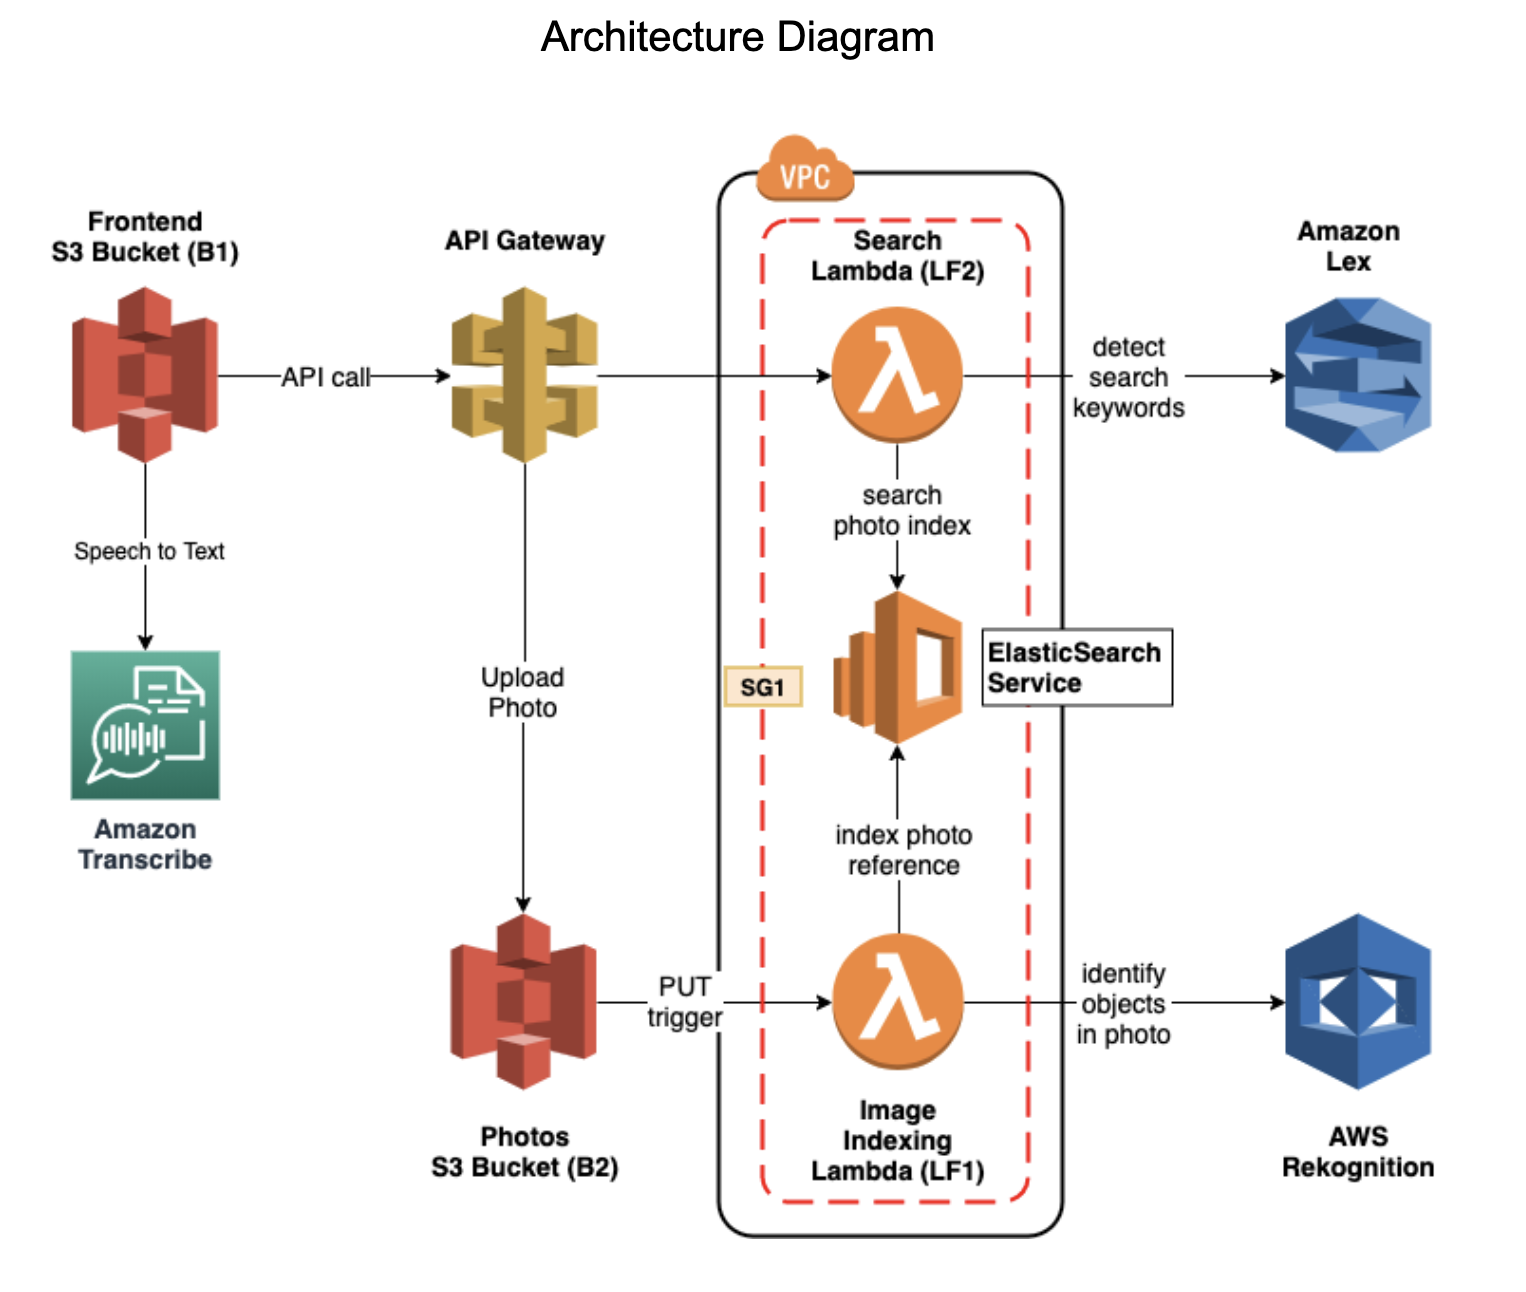 Architecture Diagram
VPC
Frontend
S3 Bucket (B1)
API Gateway
Search
Lambda (LF2)
Amazon
Lex
API call
detect
search
keywords
search
photo index
Speech to Text
ElasticSearch
Service
SG1
Upload
Photo
Amazon
Transcribe
index photo
reference
PUT
trigger
identify
objects
in photo
Photos
S3 Bucket (B2)
Image
Indexing
Lambda (LF1)
AWS
Rekognition